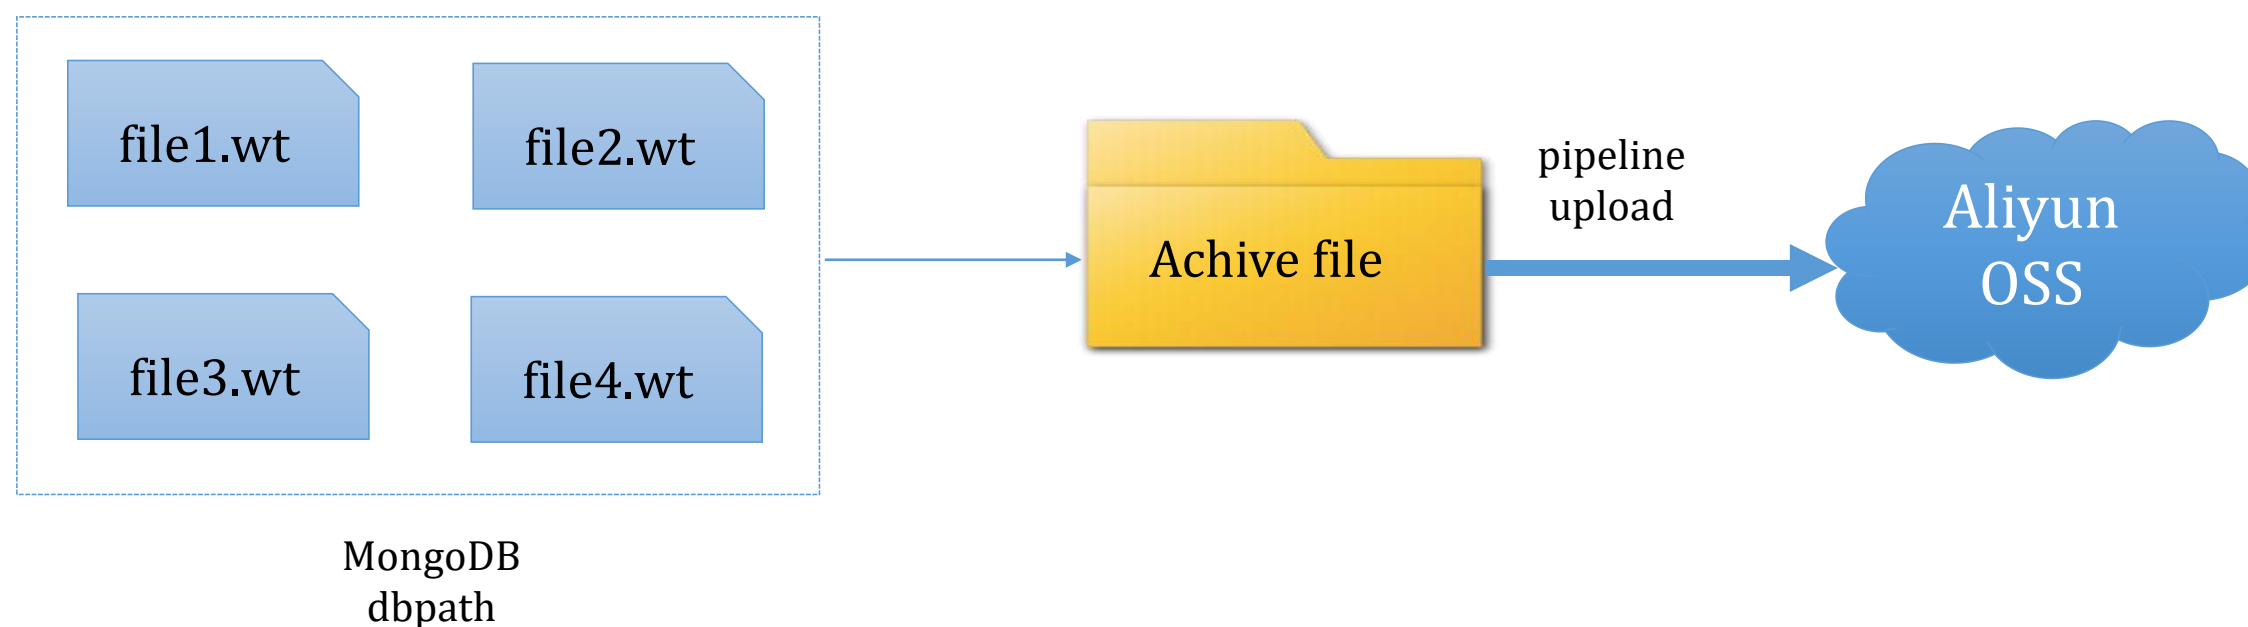 file1.wt
file2.wt
file3.wt
file4.wt
MongoDB
dbpath
Achive file
pipeline
upload
Aliyun
OSS